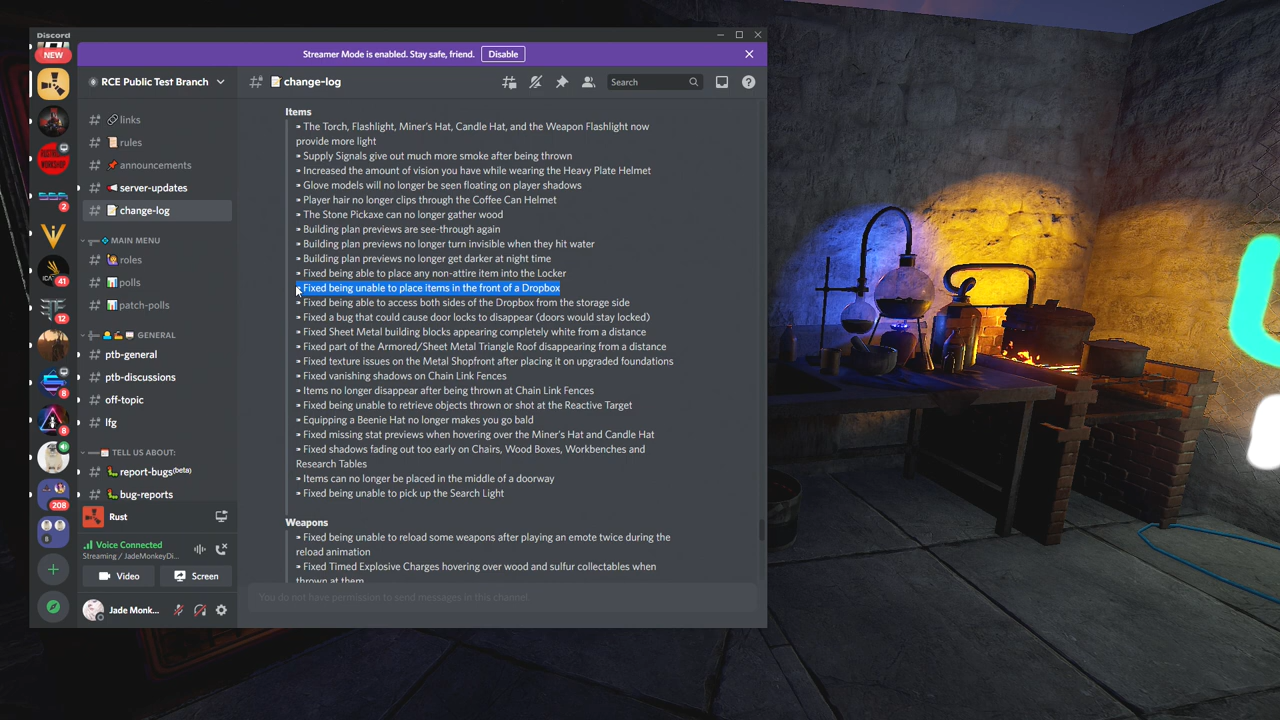 Discord
NEW
Streamer Mode is enabled. Stay safe, friend.
Disable
RCE Public Test Branch
change-log
Search
links
rules
announcements
server-updates
change-log
MAIN MENU
roles
polls
patch-polls
GENERAL
ptb-general
ptb-discussions
off-topic
lfg
TELL US ABOUT:
report-bugs(beta)
bug-reports
2
41
12
8
8
208
8
Rust
Voice Connected
Streaming / JadeMonkeyDi...
Video
Screen
Jade Monk...
Items
» The Torch, Flashlight, Miner's Hat, Candle Hat, and the Weapon Flashlight now
provide more light
» Supply Signals give out much more smoke after being thrown
» Increased the amount of vision you have while wearing the Heavy Plate Helmet
» Glove models will no longer be seen floating on player shadows
» Player hair no longer clips through the Coffee Can Helmet
» The Stone Pickaxe can no longer gather wood
» Building plan previews are see-through again
» Building plan previews no longer turn invisible when they hit water
» Building plan previews no longer get darker at night time
» Fixed being able to place any non-attire item into the Locker
» Fixed being unable to place items in the front of a Dropbox
» Fixed being able to access both sides of the Dropbox from the storage side
» Fixed a bug that could cause door locks to disappear (doors would stay locked)
» Fixed Sheet Metal building blocks appearing completely white from a distance
» Fixed part of the Armored/Sheet Metal Triangle Roof disappearing from a distance
» Fixed texture issues on the Metal Shopfront after placing it on upgraded foundations
» Fixed vanishing shadows on Chain Link Fences
» Items no longer disappear after being thrown at Chain Link Fences
» Fixed being unable to retrieve objects thrown or shot at the Reactive Target
» Equipping a Beenie Hat no longer makes you go bald
» Fixed missing stat previews when hovering over the Miner's Hat and Candle Hat
» Fixed shadows fading out too early on Chairs, Wood Boxes, Workbenches and
Research Tables
» Items can no longer be placed in the middle of a doorway
» Fixed being unable to pick up the Search Light
Weapons
» Fixed being unable to reload some weapons after playing an emote twice during the
reload animation
» Fixed Timed Explosive Charges hovering over wood and sulfur collectables when
thrown at them
You do not have permission to send messages in this channel